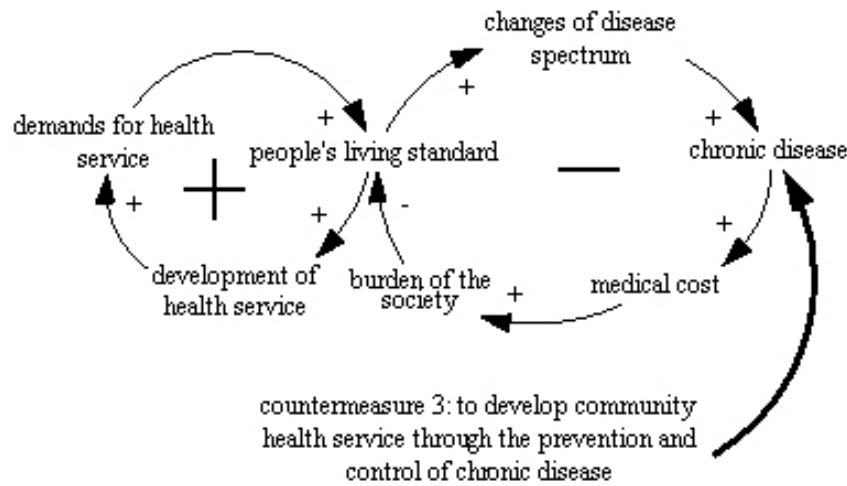 changes of disease
spectrum
+
+
+
demands for health
service
people's living standard
chronic disease
+
—
+
+
-
+
development of
health service
burden of the
society
+
medical cost
countermeasure 3: to develop community
health service through the prevention and
control of chronic disease